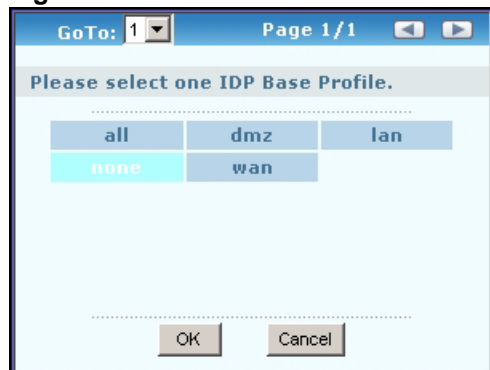 GoTo: 1 Page 1/1
Please select one IDP Base Profile.
all dmz lan
none wan
OK Cancel